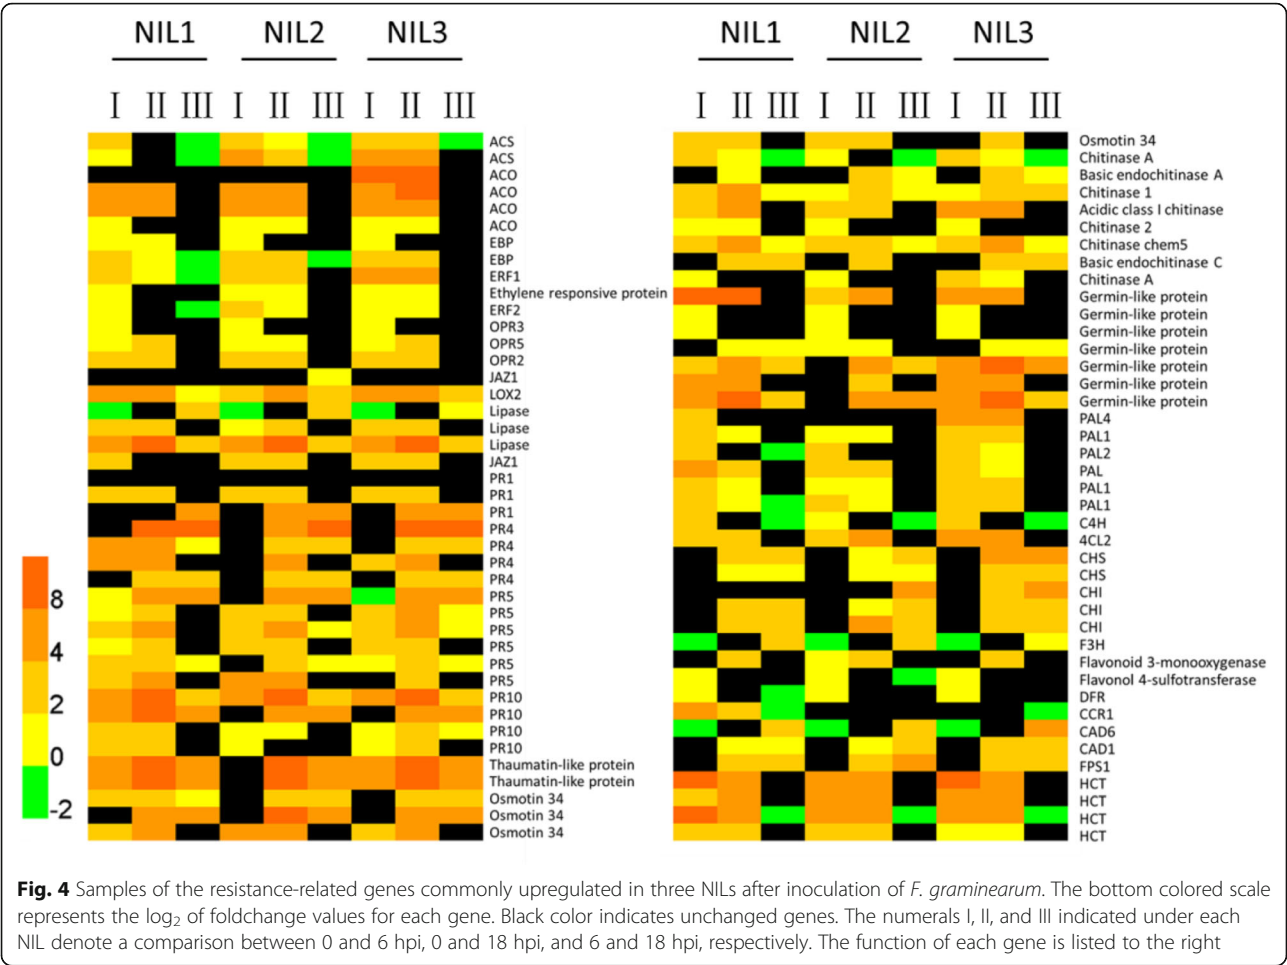 NIL1 NIL2 NIL3
I II III I II III I II III
ACS
ACS
ACO
ACO
ACO
ACO
EBP
EBP
ERF1
Ethylene responsive protein
ERF2
OPR3
OPR5
OPR2
JAZ1
LOX2
Lipase
Lipase
Lipase
JAZ1
PR1
PR1
PR1
PR4
PR4
PR4
PR4
PR5
PR5
PR5
PR5
PR5
PR5
PR10
PR10
PR10
PR10
Thaumatin-like protein
Thaumatin-like protein
Osmotin 34
Osmotin 34
Osmotin 34
8
4
2
0
-2
NIL1 NIL2 NIL3
I II III I II III I II III
Osmotin 34
Chitinase A
Basic endochitinase A
Chitinase 1
Acidic class I chitinase
Chitinase 2
Chitinase chem5
Basic endochitinase C
Chitinase A
Germin-like protein
Germin-like protein
Germin-like protein
Germin-like protein
Germin-like protein
Germin-like protein
Germin-like protein
PAL4
PAL1
PAL2
PAL
PAL1
PAL1
C4H
4CL2
CHS
CHS
CHI
CHI
CHI
F3H
Flavonoid 3-monooxygenase
Flavonol 4-sulfotransferase
DFR
CCR1
CAD6
CAD1
FPS1
HCT
HCT
HCT
HCT
Fig. 4 Samples of the resistance-related genes commonly upregulated in three NILs after inoculation of F. graminearum. The bottom colored scale
represents the log2 of foldchange values for each gene. Black color indicates unchanged genes. The numerals I, II, and III indicated under each
NIL denote a comparison between 0 and 6 hpi, 0 and 18 hpi, and 6 and 18 hpi, respectively. The function of each gene is listed to the right